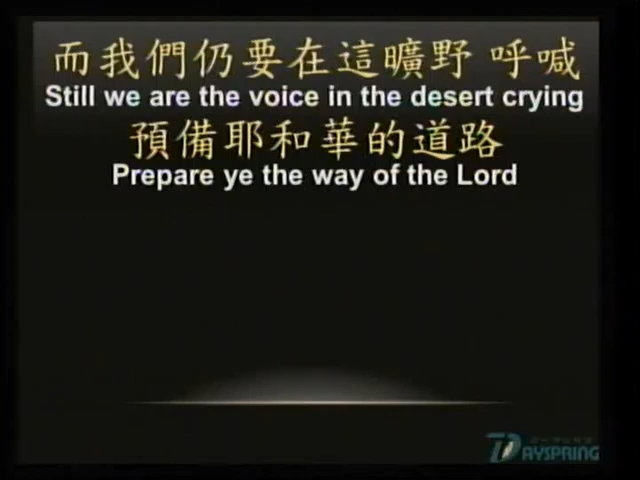 而我們仍要在這曠野 呼喊
Still we are the voice in the desert crying
預備耶和華的道路
Prepare ye the way of the Lord
DAYSPRING